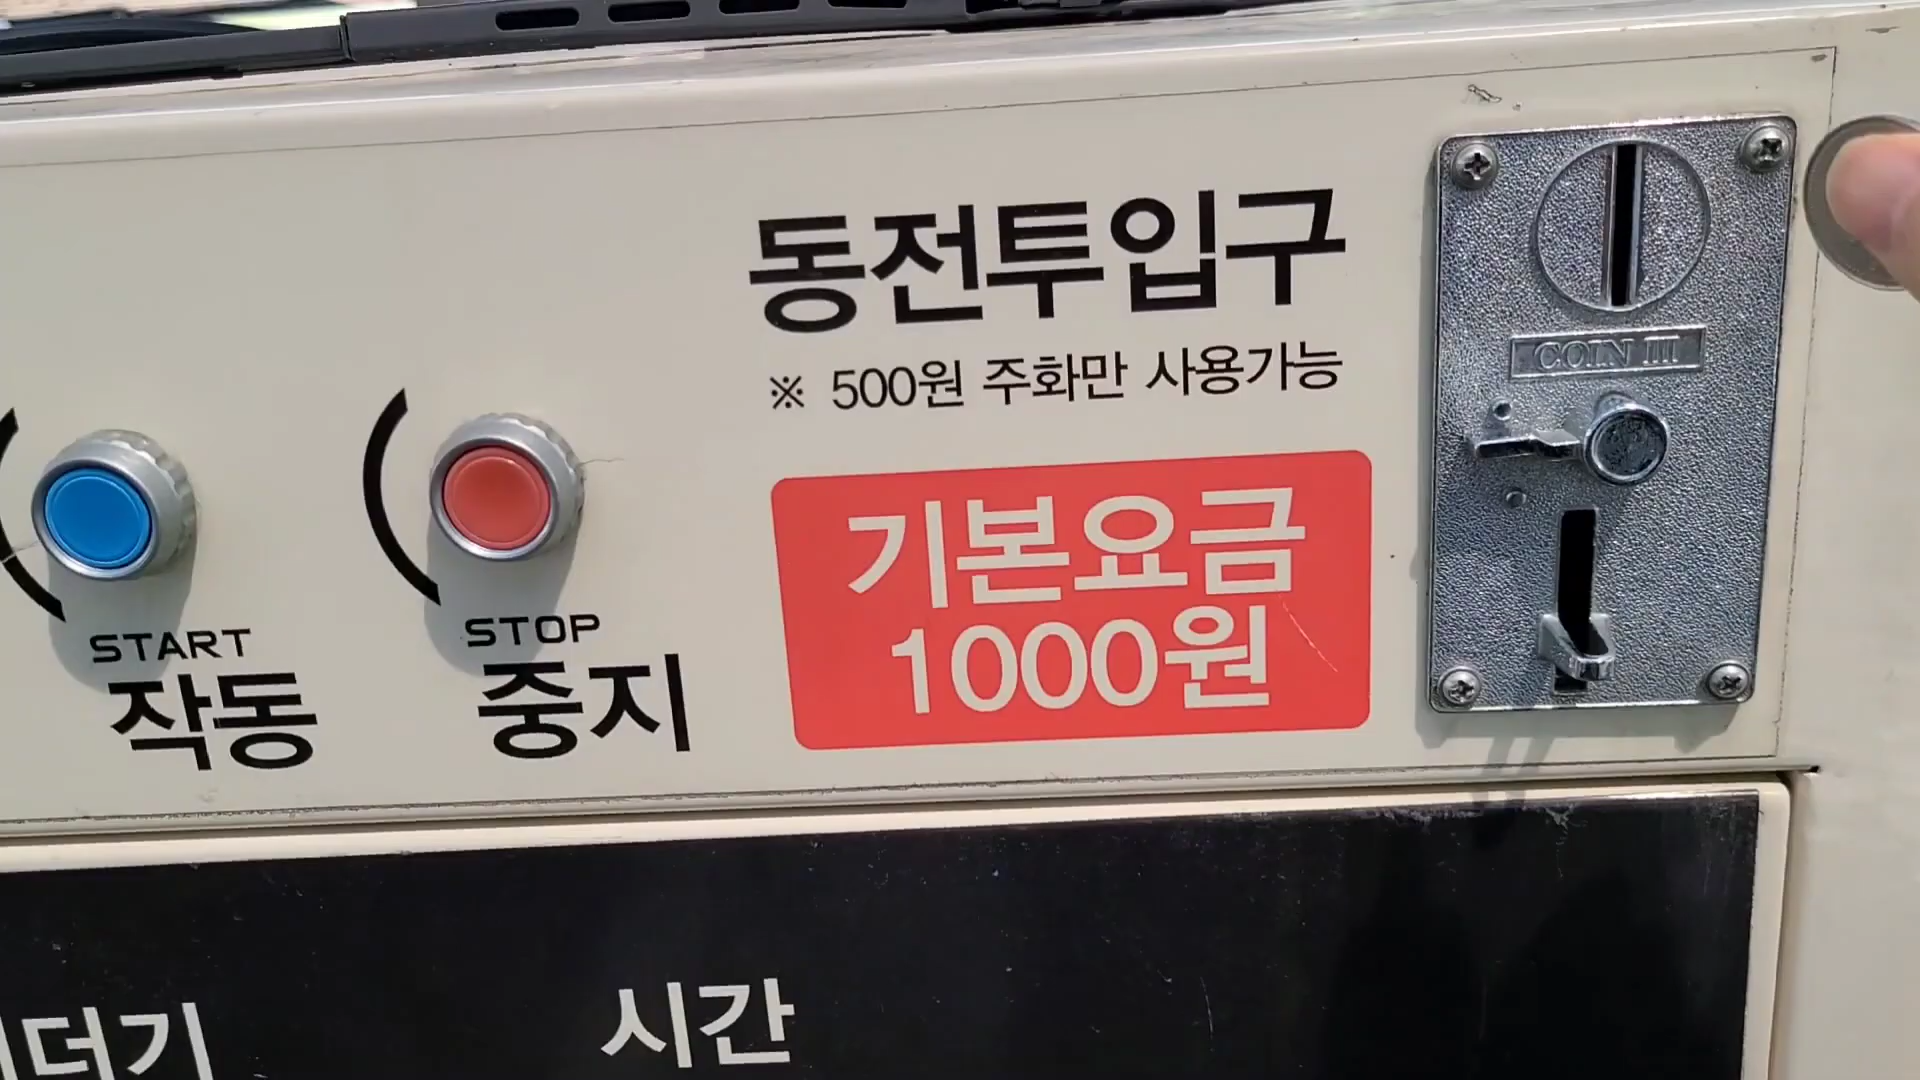 동전투입구
※ 500원 주화만 사용가능
COIN III
기본요금
1000원
START
작동
STOP
중지
시간